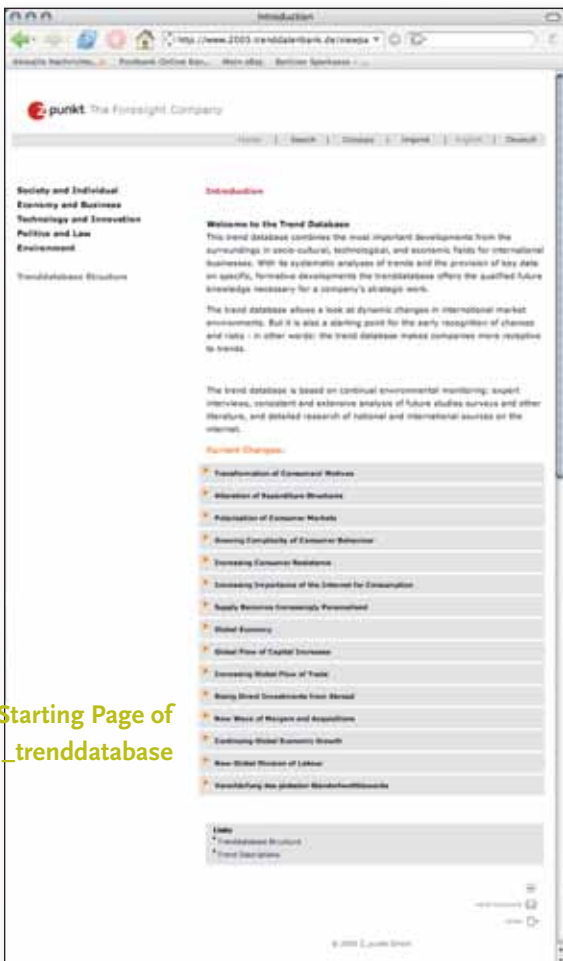 Introduction
z punkt The Foresight Company
Home | Search | Glossary | Imprint | English | Deutsch
Society and Individual
Economy and Business
Technology and Innovation
Politics and Law
Environment
Trenddatabase Structure
Introduction
Welcome to the Trend Database
This trend database combines the most important developments from the
surroundings in socio-cultural, technological, and economic fields for international
businesses. With its systematic analyses of trends and the provision of key data
on specific, formative developments the trenddatabase offers the qualified future
knowledge necessary for a company's strategic work.
The trend database allows a look at dynamic changes in international market
environments. But it is also a starting point for the early recognition of chances
and risks - in other words: the trend database makes companies more receptive
to trends.
The trend database is based on continual environmental monitoring: expert
interviews, consistent and extensive analysis of future studies surveys and other
literature, and detailed research of national and international sources on the
internet.
Current Changes:
Transformation of Consumers' Motives
Alteration of Expenditure Structures
Polarisation of Consumer Markets
Growing Complexity of Consumer Behaviour
Increasing Consumer Resistance
Increasing Importance of the Internet for Consumption
Supply Becomes Increasingly Personalised
Global Economy
Global Flow of Capital Increases
Increasing Global Flow of Trade
Rising Direct Investments from Abroad
New Wave of Mergers and Acquisitions
Continuing Global Economic Growth
New Global Division of Labour
Verschärfung des globalen Standortwettbewerbs
Starting Page of
_trenddatabase
Links
Trenddatabase Structure
Trend Descriptions